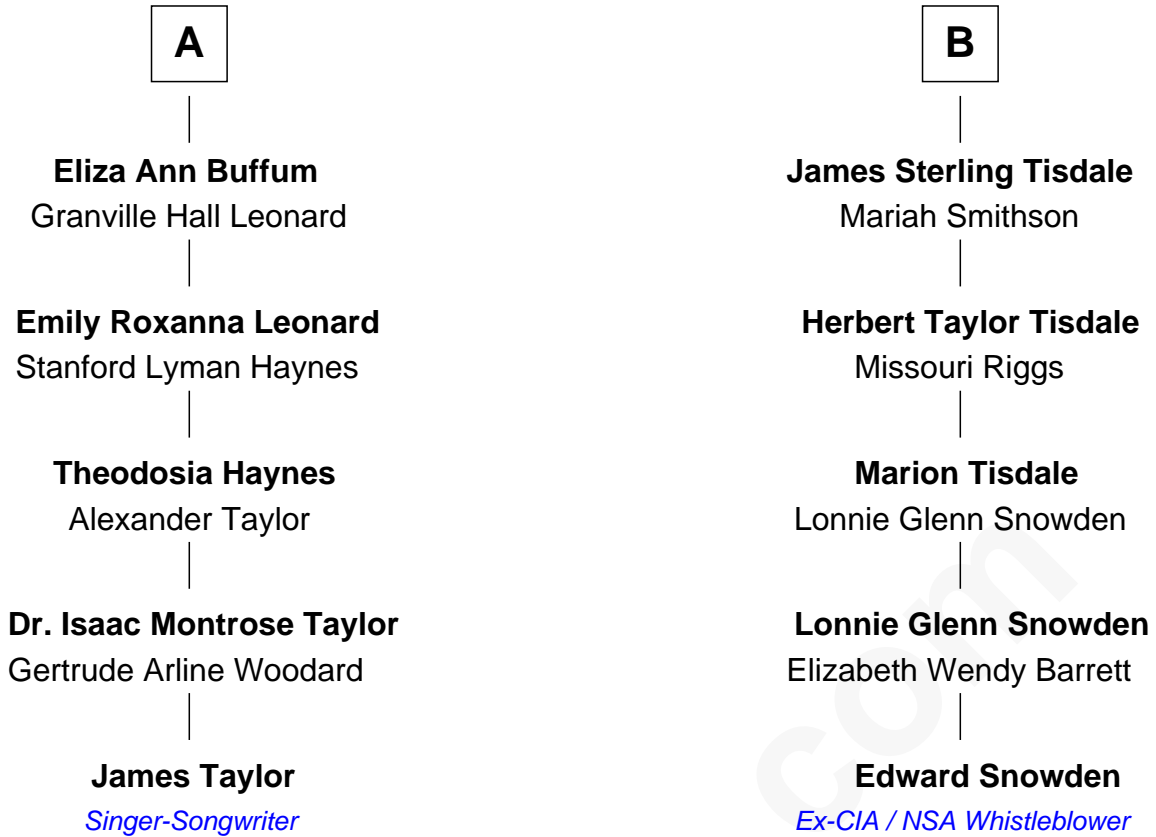 A
Eliza Ann Buffum
Granville Hall Leonard
Emily Roxanna Leonard
Stanford Lyman Haynes
Theodosia Haynes
Alexander Taylor
Dr. Isaac Montrose Taylor
Gertrude Arline Woodard
James Taylor
Singer-Songwriter
B
James Sterling Tisdale
Mariah Smithson
Herbert Taylor Tisdale
Missouri Riggs
Marion Tisdale
Lonnie Glenn Snowden
Lonnie Glenn Snowden
Elizabeth Wendy Barrett
Edward Snowden
Ex-CIA / NSA Whistleblower
com